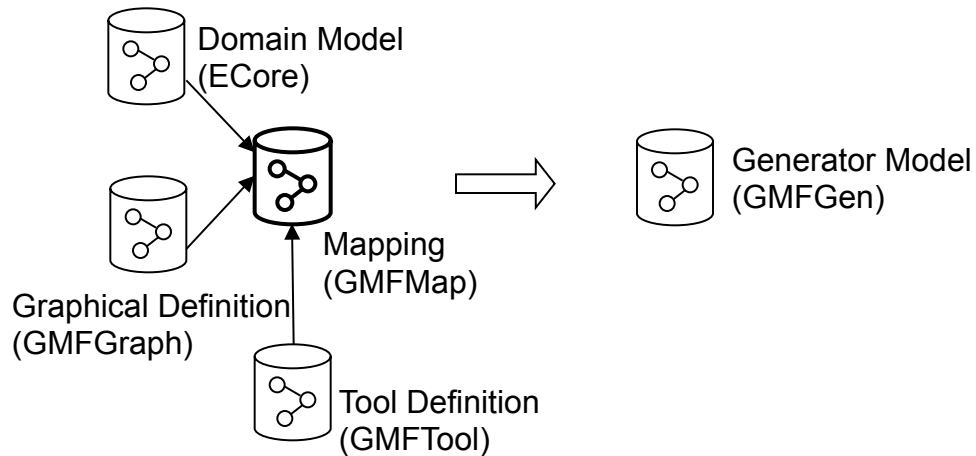 Domain Model
(ECore)
Generator Model
(GMFGen)
Mapping
(GMFMap)
Graphical Definition
(GMFGraph)
Tool Definition
(GMFTool)